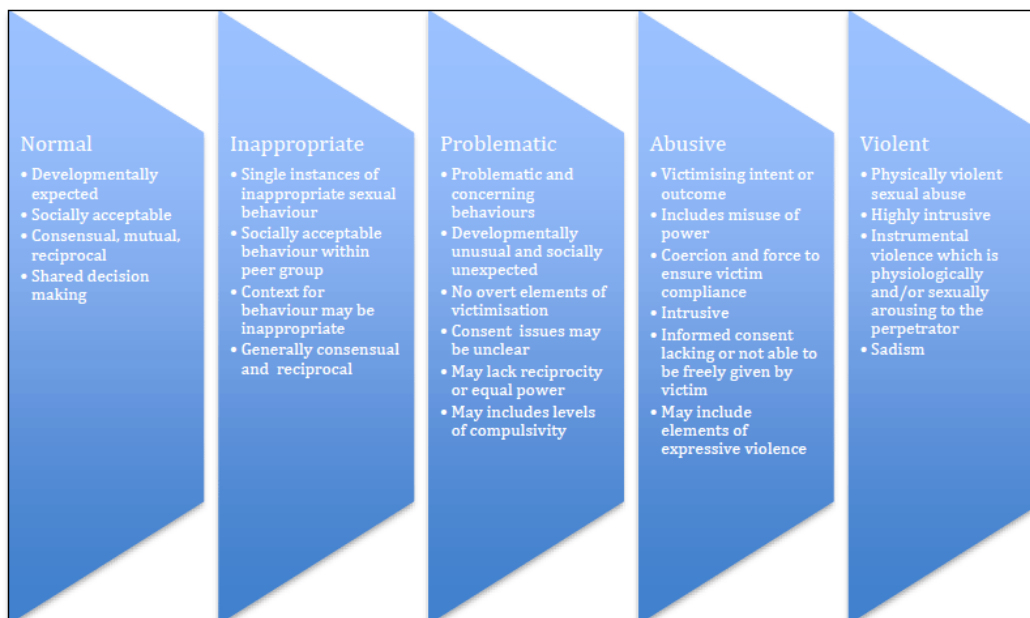 Normal
• Developmentally
expected
• Socially acceptable
• Consensual, mutual,
reciprocal
• Shared decision
making
Inappropriate
• Single instances of
inappropriate sexual
behaviour
• Socially acceptable
behaviour within
peer group
• Context for
behaviour may be
inappropriate
• Generally consensual
and reciprocal
Problematic
• Problematic and
concerning
behaviours
• Developmentally
unusual and socially
unexpected
• No overt elements of
victimisation
• Consent issues may
be unclear
• May lack reciprocity
or equal power
• May includes levels
of compulsivity
Abusive
• Victimising intent or
outcome
• Includes misuse of
power
• Coercion and force to
ensure victim
compliance
• Intrusive
• Informed consent
lacking or not able to
be freely given by
victim
• May include
elements of
expressive violence
Violent
• Physically violent
sexual abuse
• Highly intrusive
• Instrumental
violence which is
physiologically
and/or sexually
arousing to the
perpetrator
• Sadism